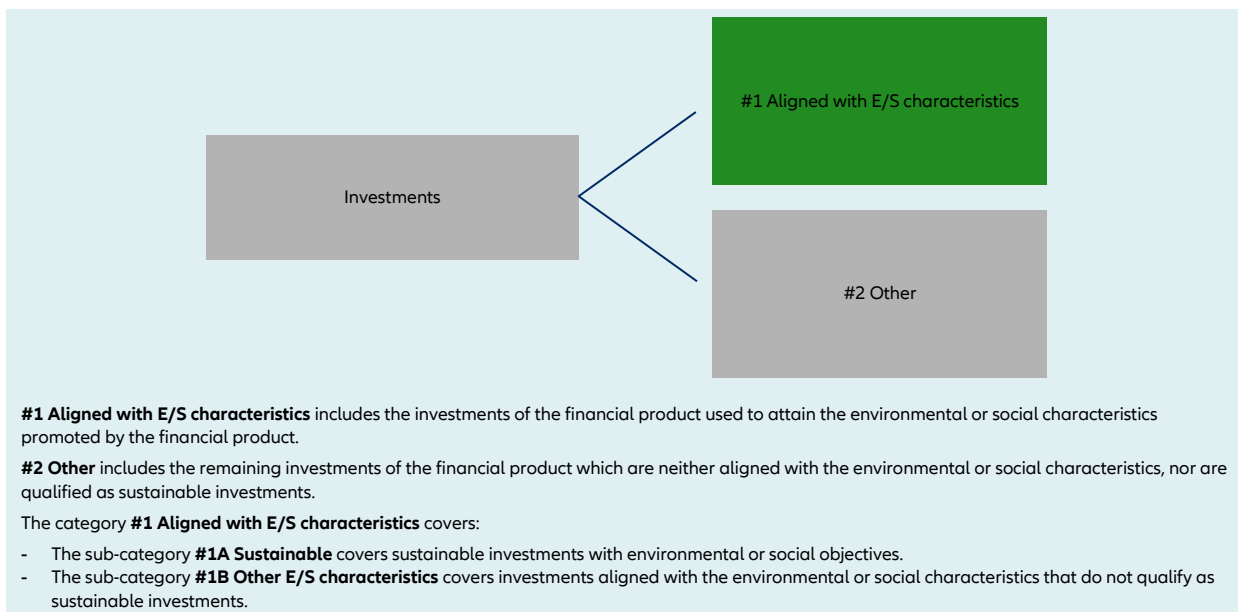 #1 Aligned with E/S characteristics
Investments
#2 Other
#1 Aligned with E/S characteristics includes the investments of the financial product used to attain the environmental or social characteristics
promoted by the financial product.
#2 Other includes the remaining investments of the financial product which are neither aligned with the environmental or social characteristics, nor are
qualified as sustainable investments.
The category #1 Aligned with E/S characteristics covers:
- The sub-category #1A Sustainable covers sustainable investments with environmental or social objectives.
- The sub-category #1B Other E/S characteristics covers investments aligned with the environmental or social characteristics that do not qualify as
sustainable investments.